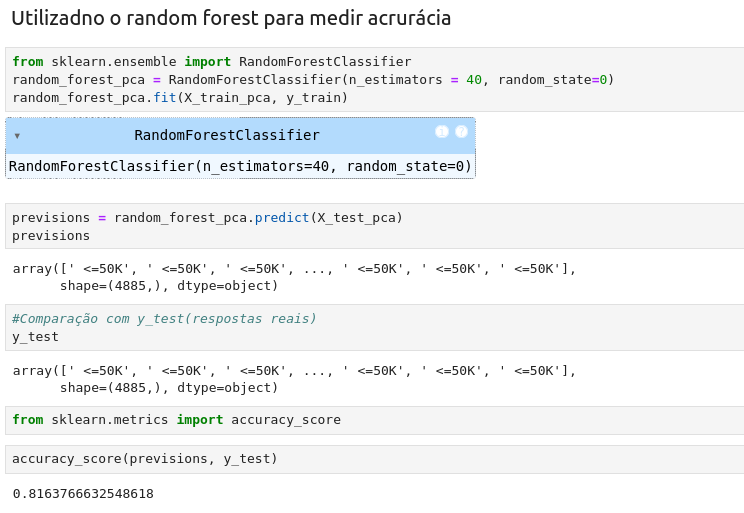 Utilizadno o random forest para medir acrurácia
from sklearn.ensemble import RandomForestClassifier
random_forest_pca = RandomForestClassifier(n_estimators = 40, random_state=0)
random_forest_pca.fit(X_train_pca, y_train)
▾ RandomForestClassifier i ?
RandomForestClassifier(n_estimators=40, random_state=0)
previsions = random_forest_pca.predict(X_test_pca)
previsions
array([' <=50K', ' <=50K', ' <=50K', ..., ' <=50K', ' <=50K', ' <=50K'],
shape=(4885,), dtype=object)
#Comparação com y_test(respostas reais)
y_test
array([' <=50K', ' <=50K', ' <=50K', ..., ' <=50K', ' <=50K', ' <=50K'],
shape=(4885,), dtype=object)
from sklearn.metrics import accuracy_score
accuracy_score(previsions, y_test)
0.8163766632548618